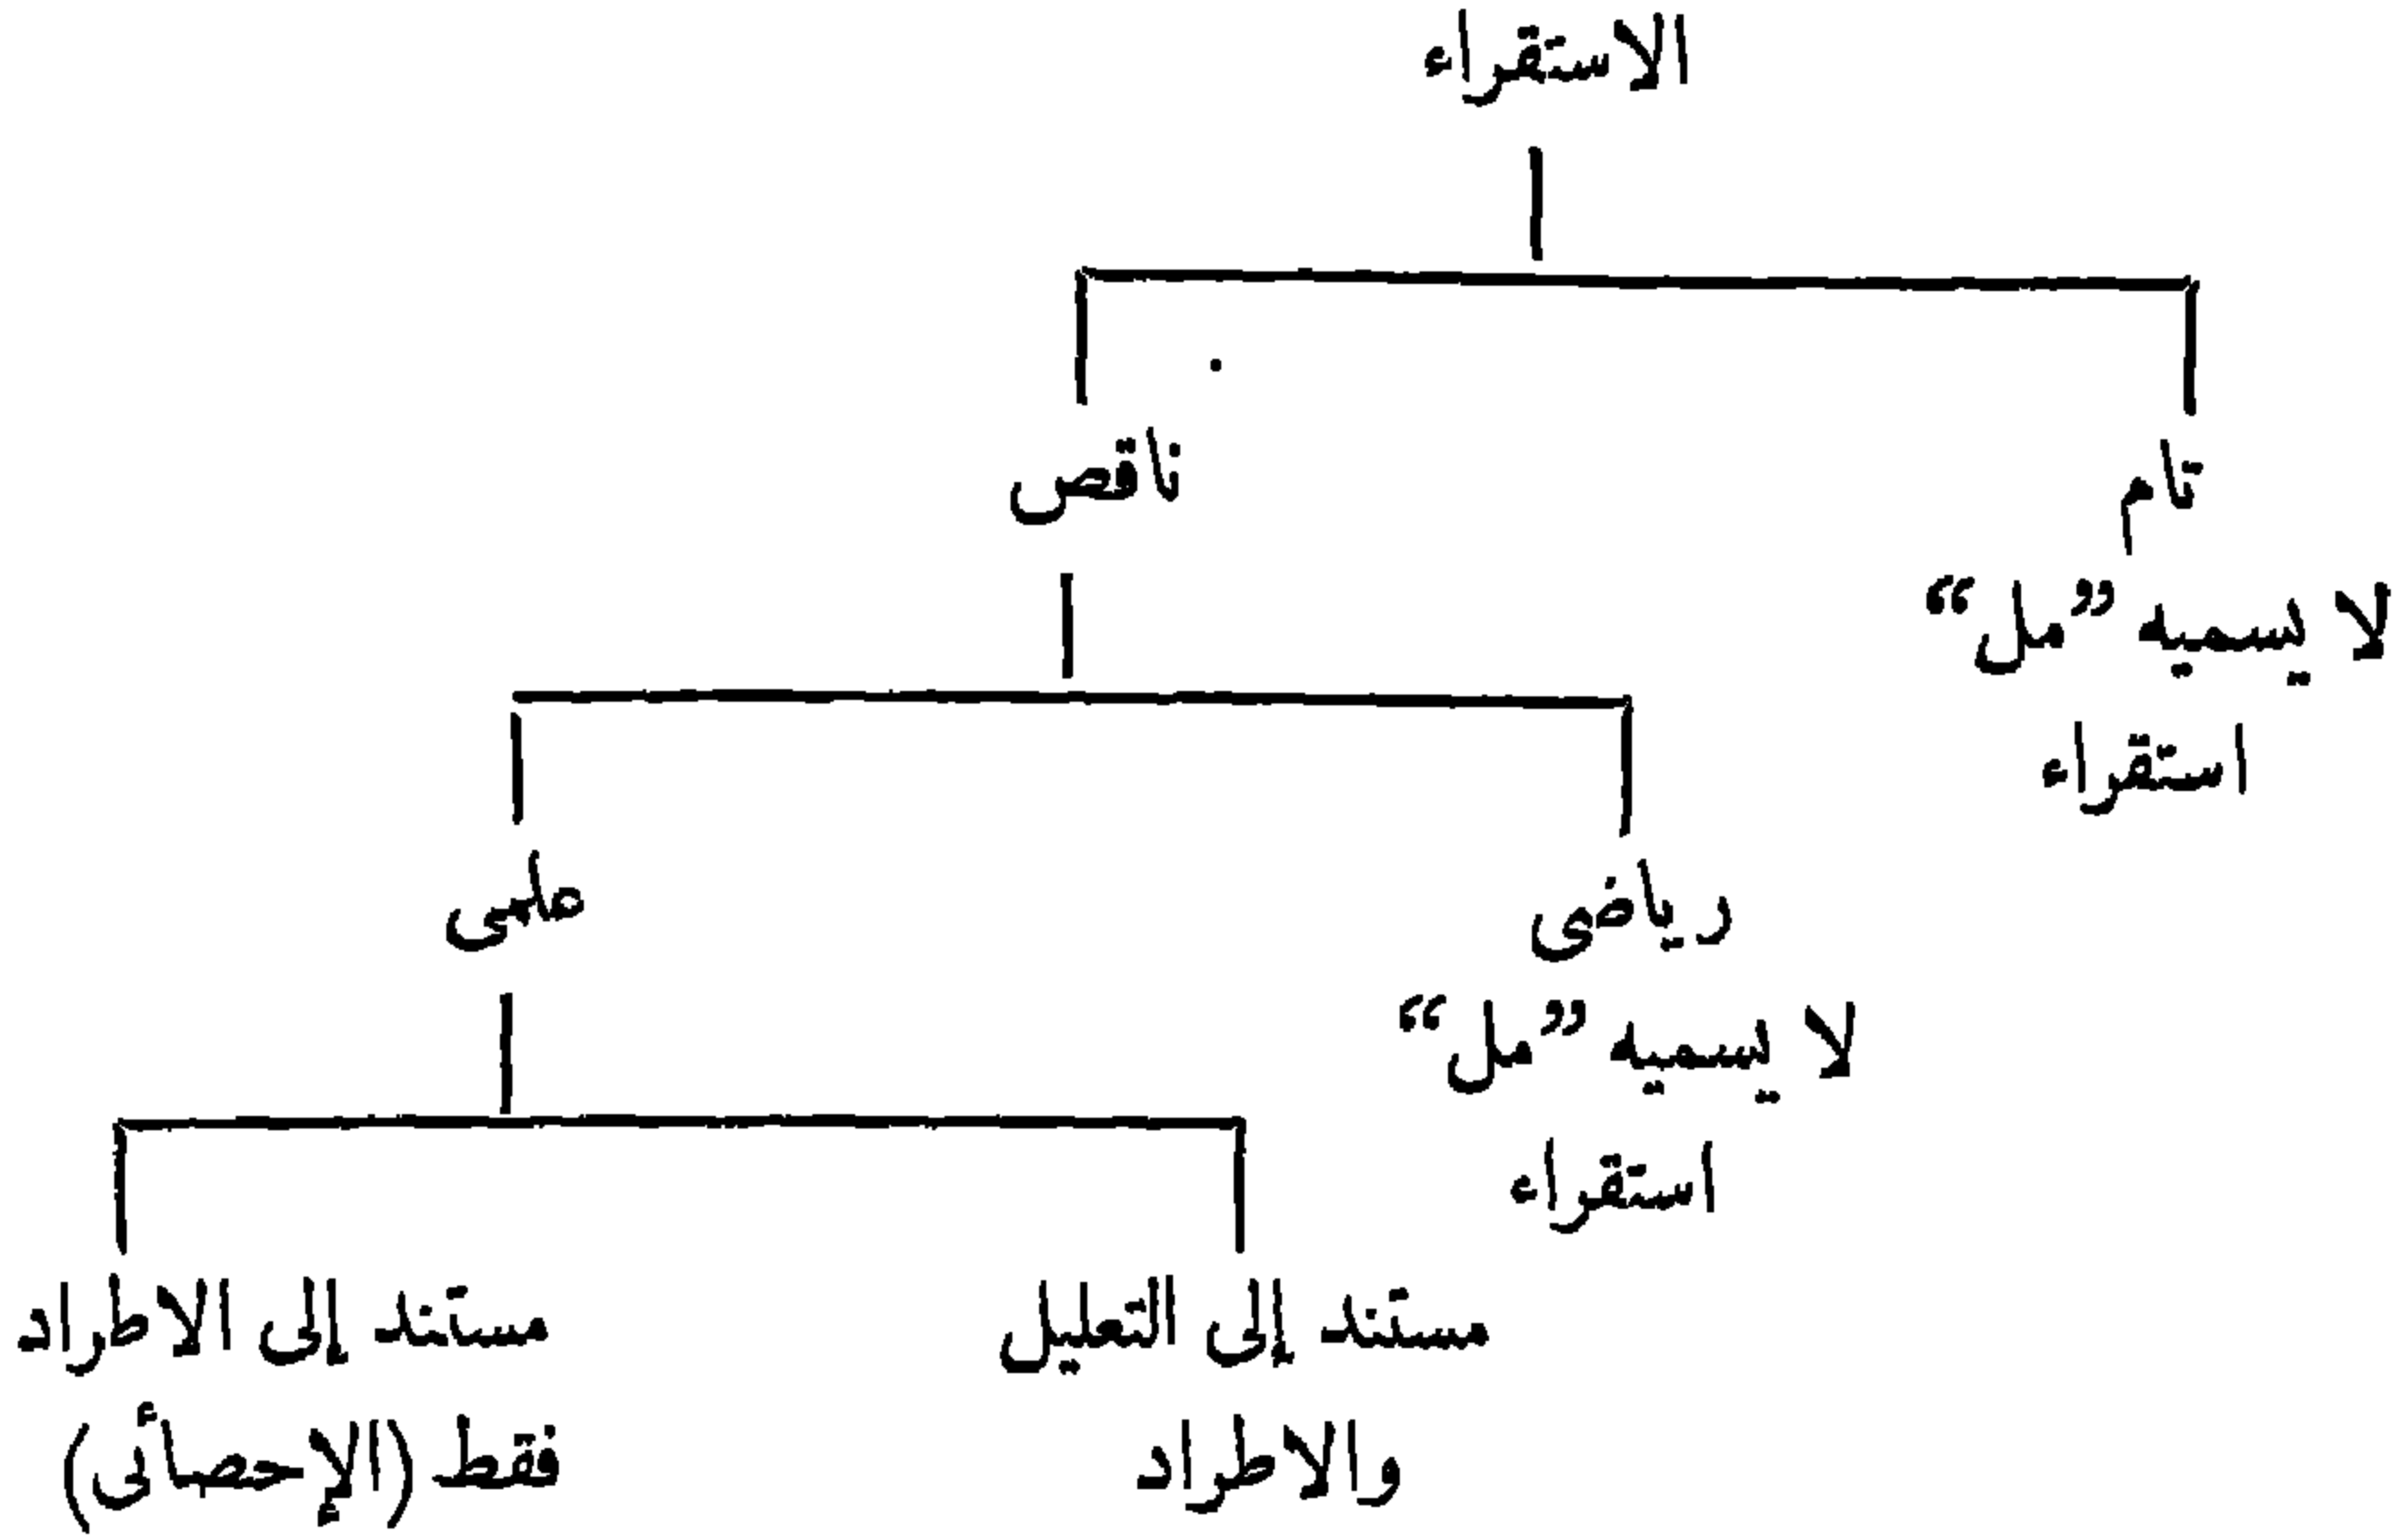 الاستقراء
تام
ناقص
لا يسميه ”مل“
استقراء
رياضى
علمى
لا يسميه ”مل“
استقراء
مستند إلى التعليل
والاطراد
مستند إلى الاطراد
فقط (الإحصائى)